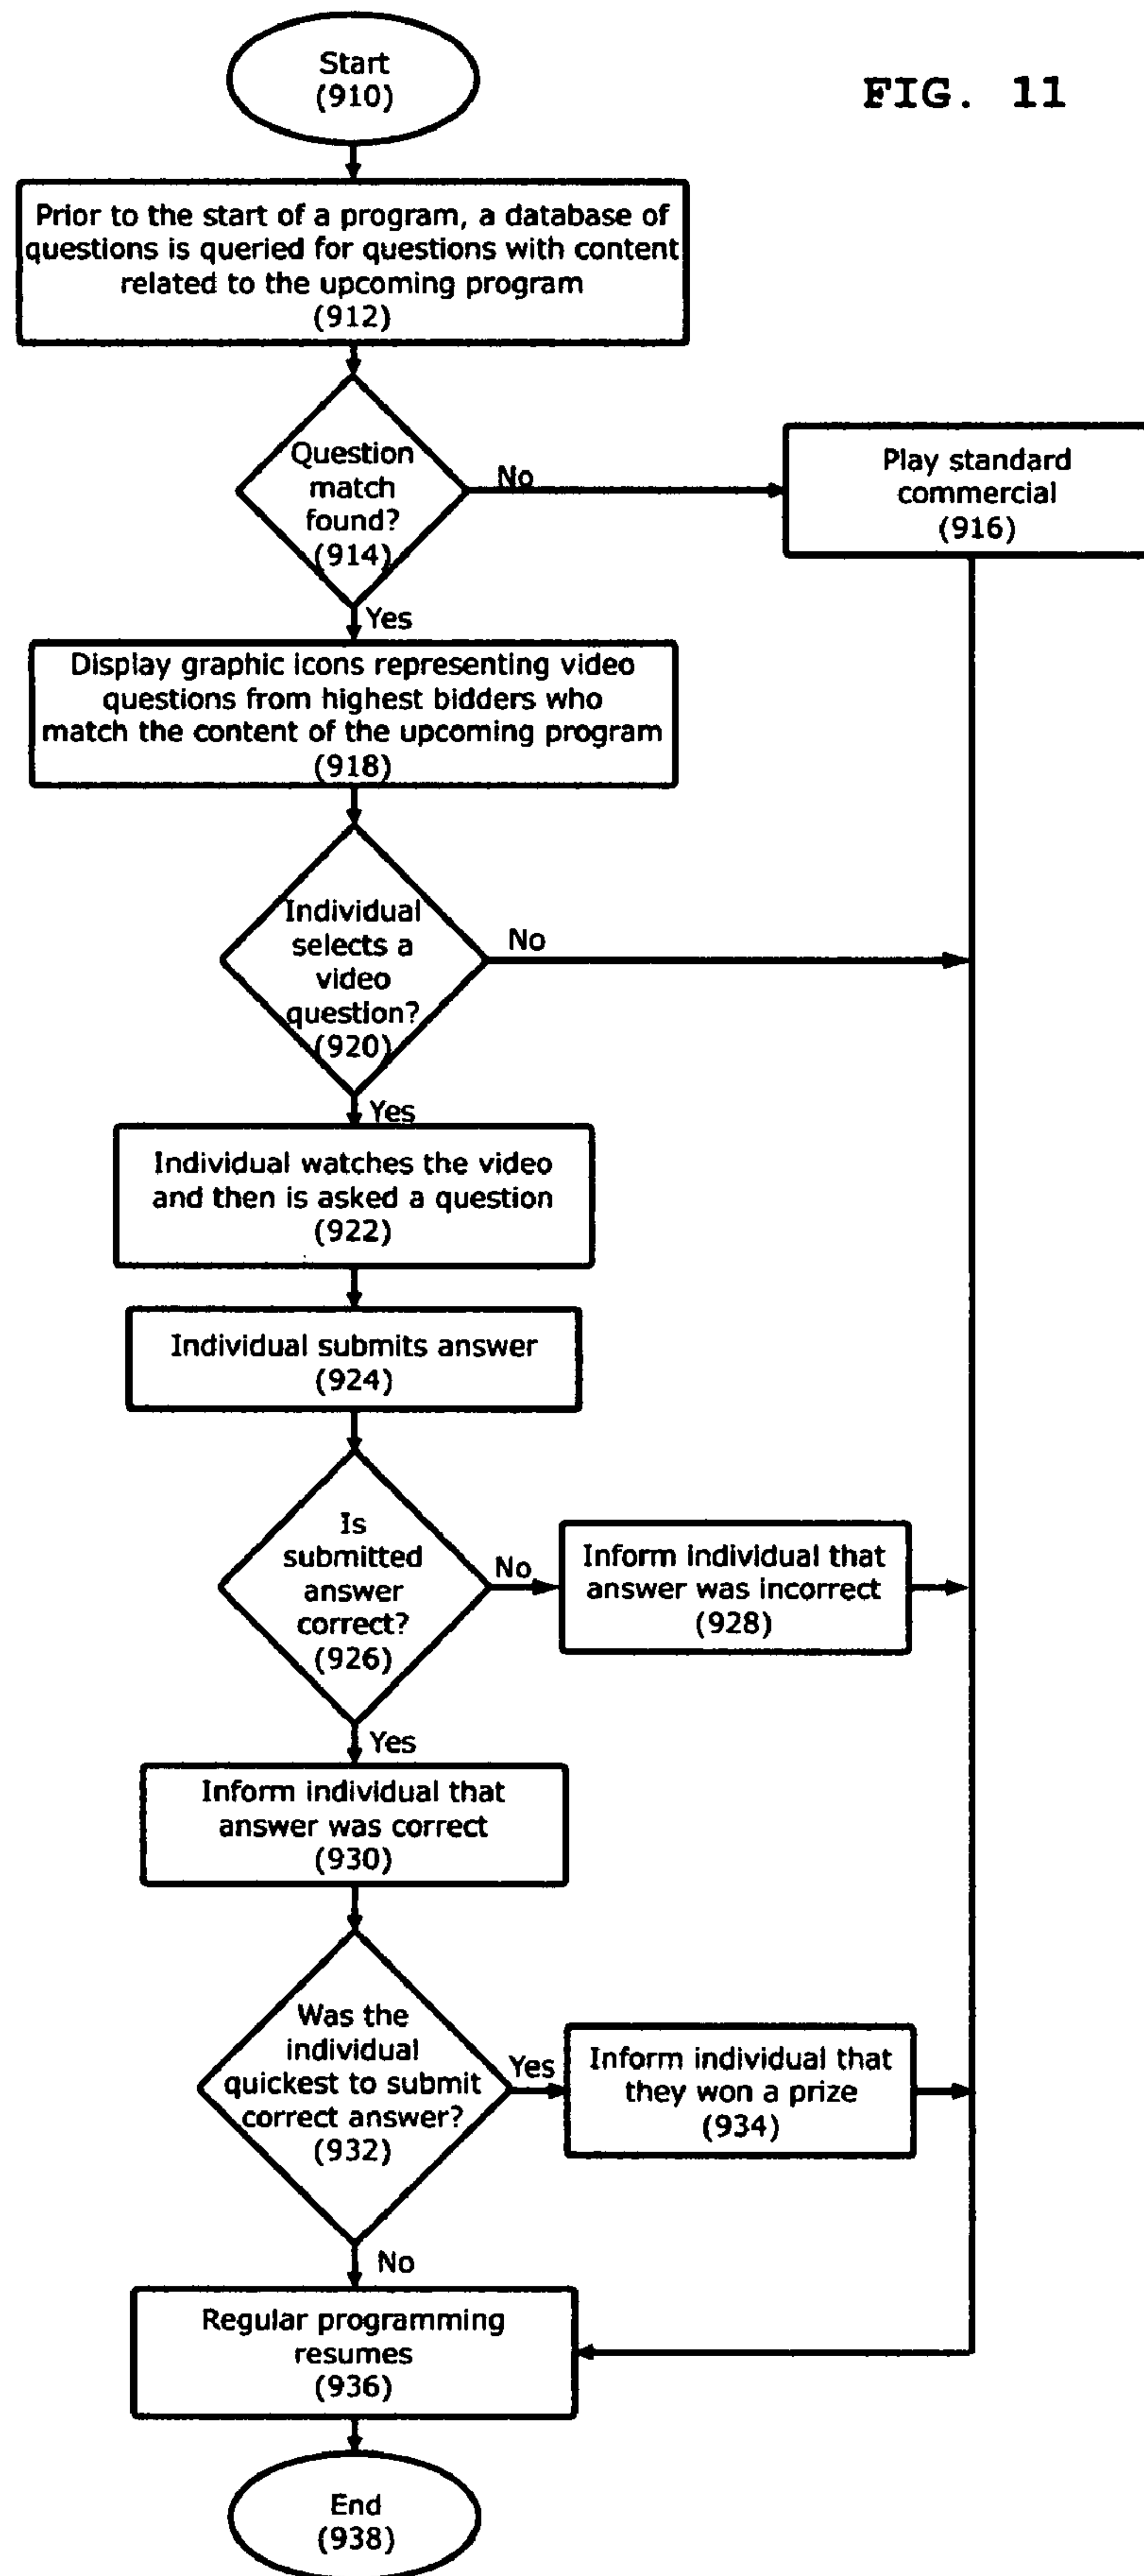 Start
(910)
FIG. 11
Prior to the start of a program, a database of
questions is queried for questions with content
related to the upcoming program
(912)
Question
match
found?
(914)
No
Play standard
commercial
(916)
Yes
Display graphic icons representing video
questions from highest bidders who
match the content of the upcoming program
(918)
Individual
selects a
video
question?
(920)
No
Yes
Individual watches the video
and then is asked a question
(922)
Individual submits answer
(924)
Is
submitted
answer
correct?
(926)
No
Inform individual that
answer was incorrect
(928)
Yes
Inform individual that
answer was correct
(930)
Was the
individual
quickest to submit
correct answer?
(932)
Yes
Inform individual that
they won a prize
(934)
No
Regular programming
resumes
(936)
End
(938)